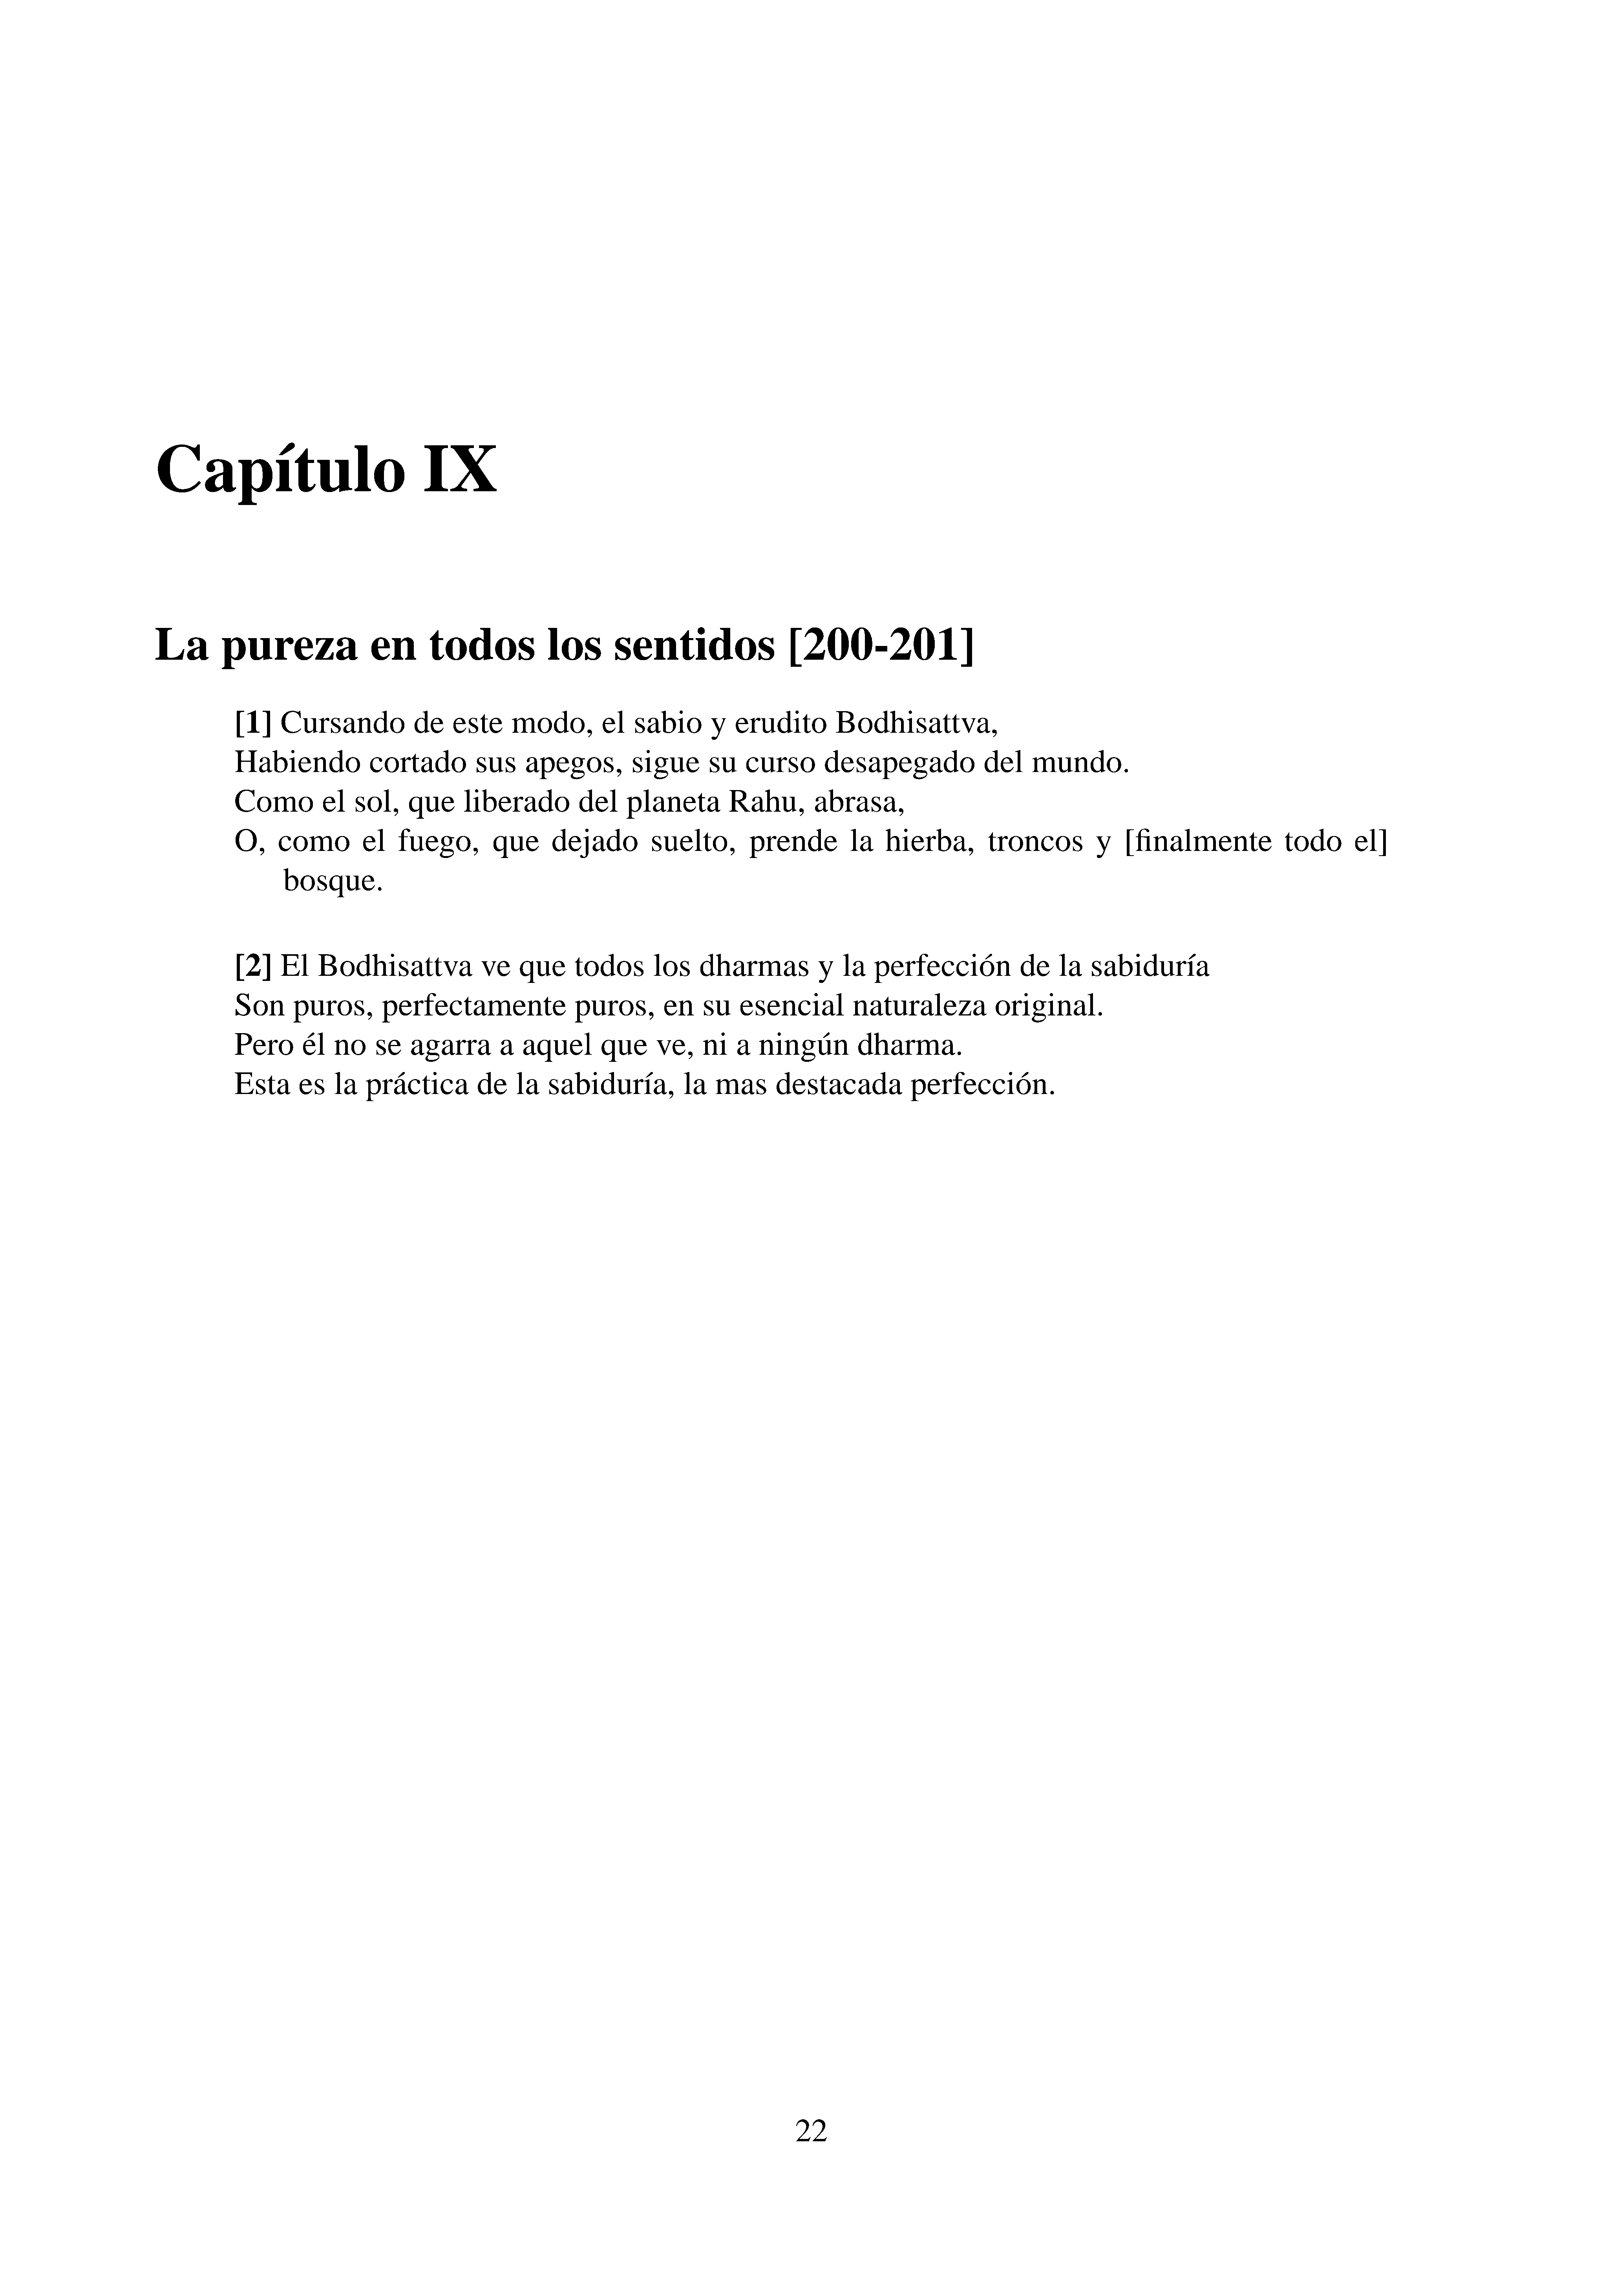 Capítulo IX
La pureza en todos los sentidos [200-201]
[1] Cursando de este modo, el sabio y erudito Bodhisattva,
Habiendo cortado sus apegos, sigue su curso desapegado del mundo.
Como el sol, que liberado del planeta Rahu, abrasa,
O, como el fuego, que dejado suelto, prende la hierba, troncos y [finalmente todo el]
bosque.
[2] El Bodhisattva ve que todos los dharmas y la perfección de la sabiduría
Son puros, perfectamente puros, en su esencial naturaleza original.
Pero él no se agarra a aquel que ve, ni a ningún dharma.
Esta es la práctica de la sabiduría, la mas destacada perfección.
22